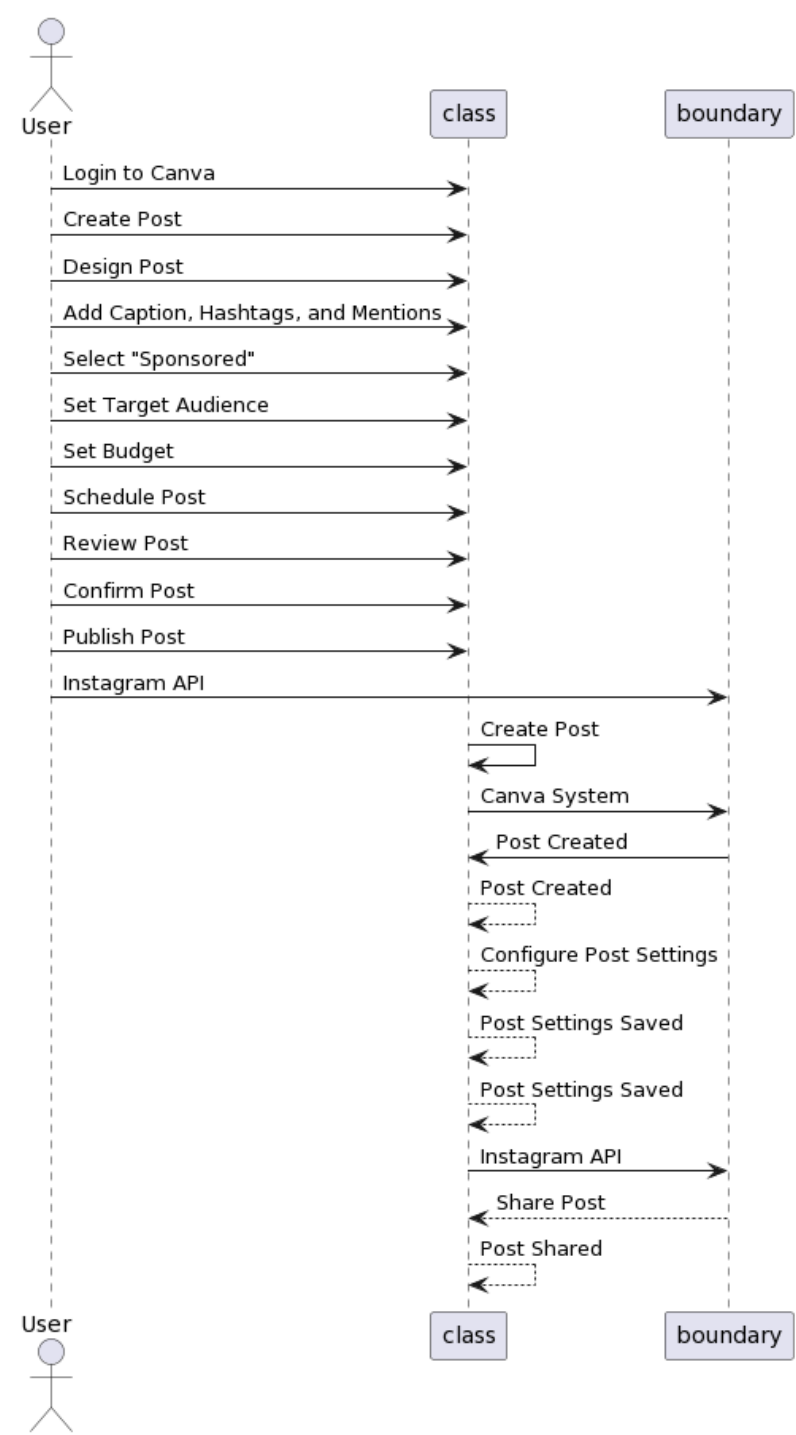 User
class
boundary
Login to Canva
Create Post
Design Post
Add Caption, Hashtags, and Mentions
Select "Sponsored"
Set Target Audience
Set Budget
Schedule Post
Review Post
Confirm Post
Publish Post
Instagram API
Create Post
Canva System
Post Created
Post Created
Configure Post Settings
Post Settings Saved
Post Settings Saved
Instagram API
Share Post
Post Shared
User
class
boundary